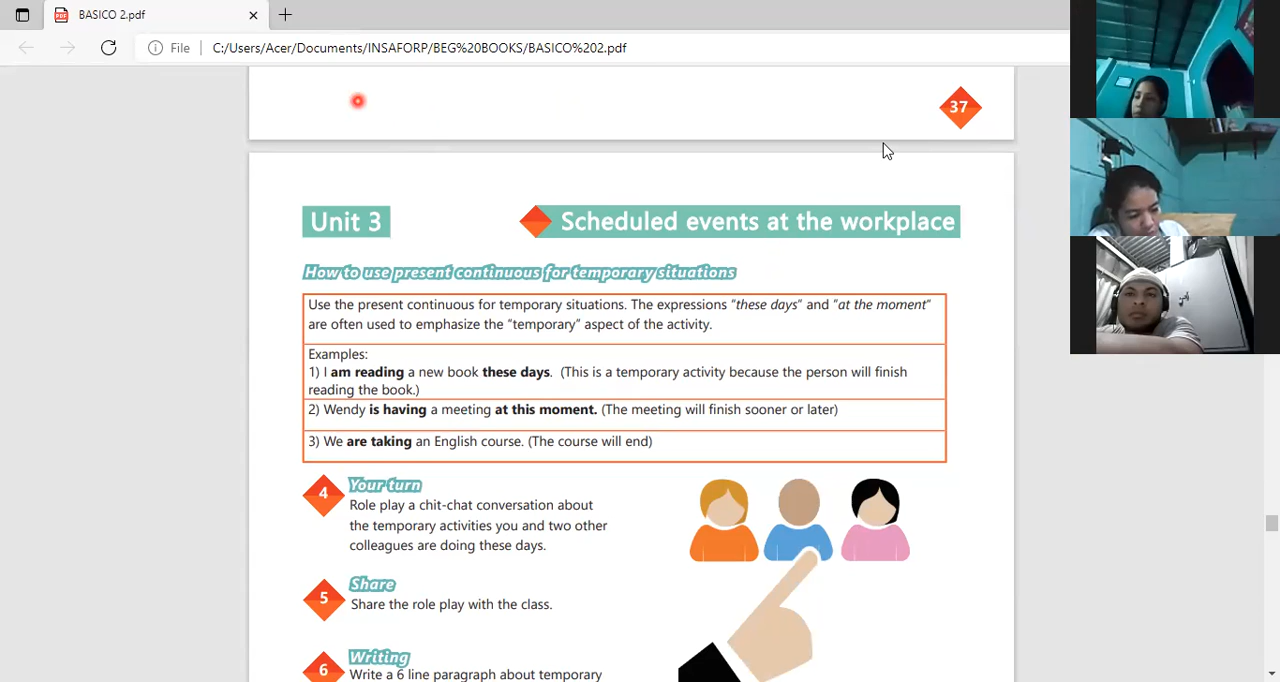 BASICO 2.pdf
File C:/Users/Acer/Documents/INSAFORP/BEG%20BOOKS/BASICO%202.pdf
37
Unit 3
Scheduled events at the workplace
How to use present continuous for temporary situations
Use the present continuous for temporary situations. The expressions "these days" and "at the moment"
are often used to emphasize the "temporary" aspect of the activity.
Examples:
1) I am reading a new book these days. (This is a temporary activity because the person will finish
reading the book.)
2) Wendy is having a meeting at this moment. (The meeting will finish sooner or later)
3) We are taking an English course. (The course will end)
4 Your turn
Role play a chit-chat conversation about
the temporary activities you and two other
colleagues are doing these days.
5 Share
Share the role play with the class.
6 Writing
Write a 6 line paragraph about temporary